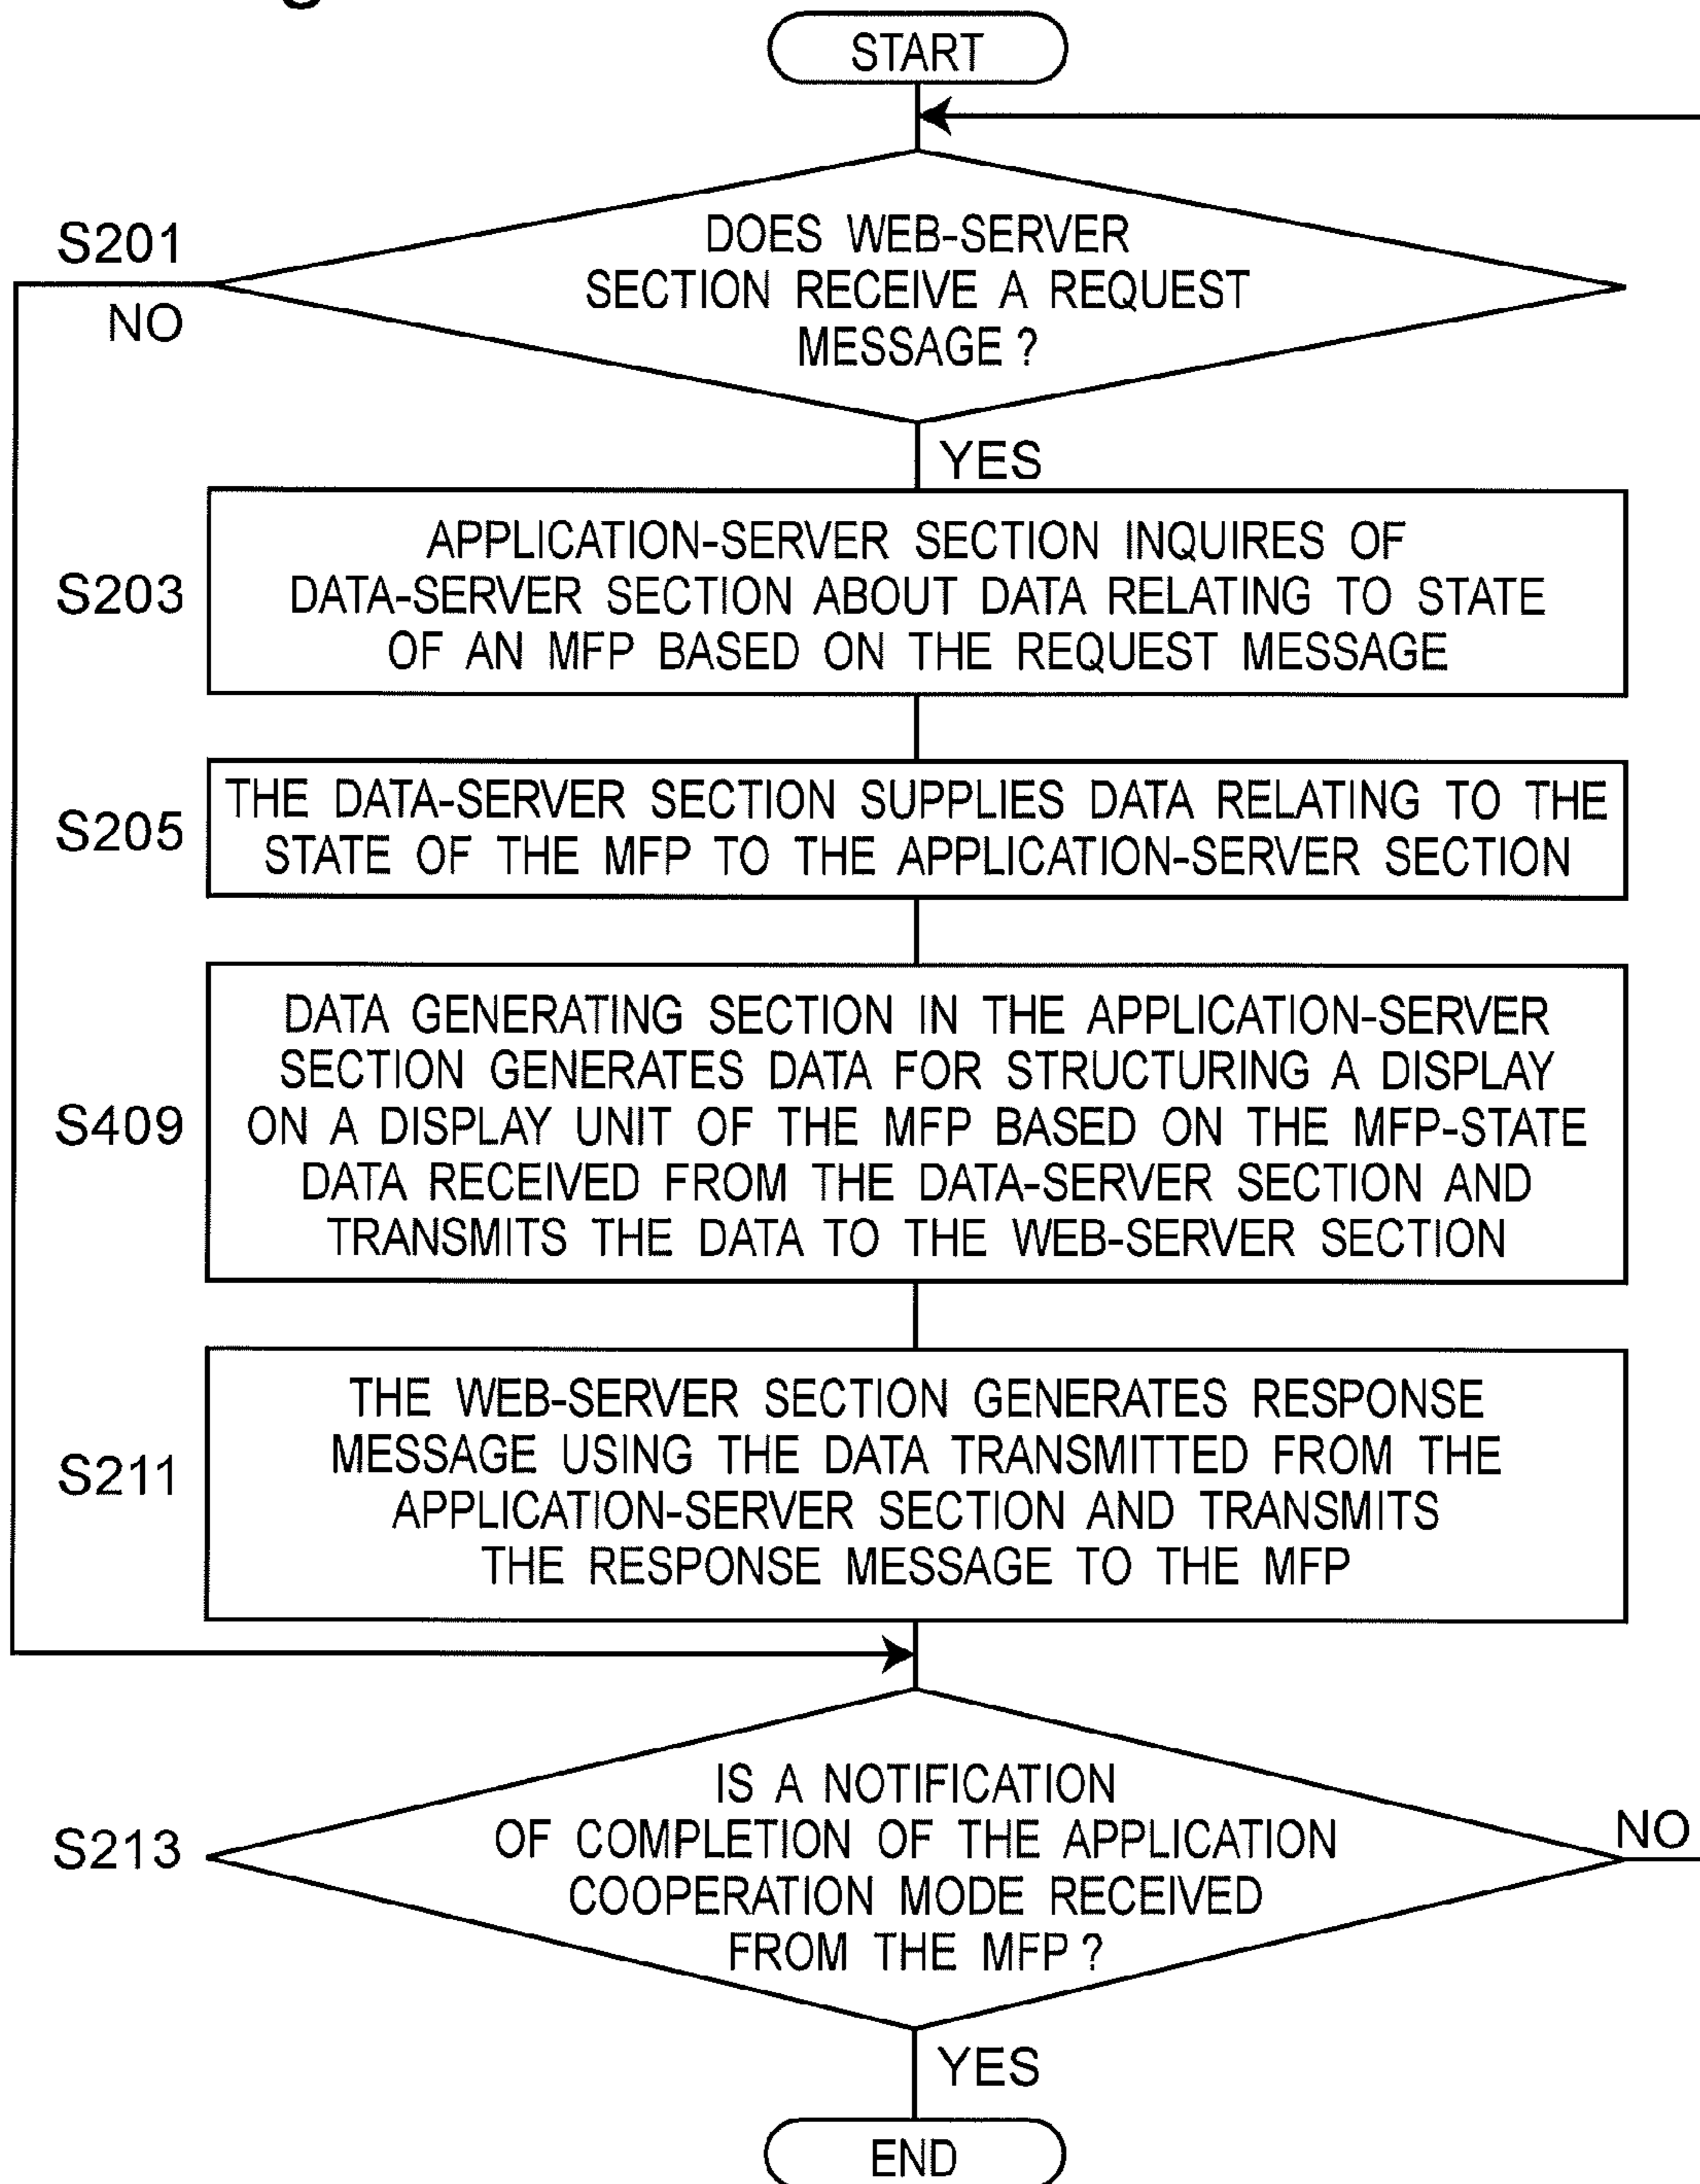 START
S201
NO
DOES WEB-SERVER
SECTION RECEIVE A REQUEST
MESSAGE ?
YES
S203
APPLICATION-SERVER SECTION INQUIRES OF
DATA-SERVER SECTION ABOUT DATA RELATING TO STATE
OF AN MFP BASED ON THE REQUEST MESSAGE
S205
THE DATA-SERVER SECTION SUPPLIES DATA RELATING TO THE
STATE OF THE MFP TO THE APPLICATION-SERVER SECTION
S409
DATA GENERATING SECTION IN THE APPLICATION-SERVER
SECTION GENERATES DATA FOR STRUCTURING A DISPLAY
ON A DISPLAY UNIT OF THE MFP BASED ON THE MFP-STATE
DATA RECEIVED FROM THE DATA-SERVER SECTION AND
TRANSMITS THE DATA TO THE WEB-SERVER SECTION
S211
THE WEB-SERVER SECTION GENERATES RESPONSE
MESSAGE USING THE DATA TRANSMITTED FROM THE
APPLICATION-SERVER SECTION AND TRANSMITS
THE RESPONSE MESSAGE TO THE MFP
S213
IS A NOTIFICATION
OF COMPLETION OF THE APPLICATION
COOPERATION MODE RECEIVED
FROM THE MFP ?
NO
YES
END